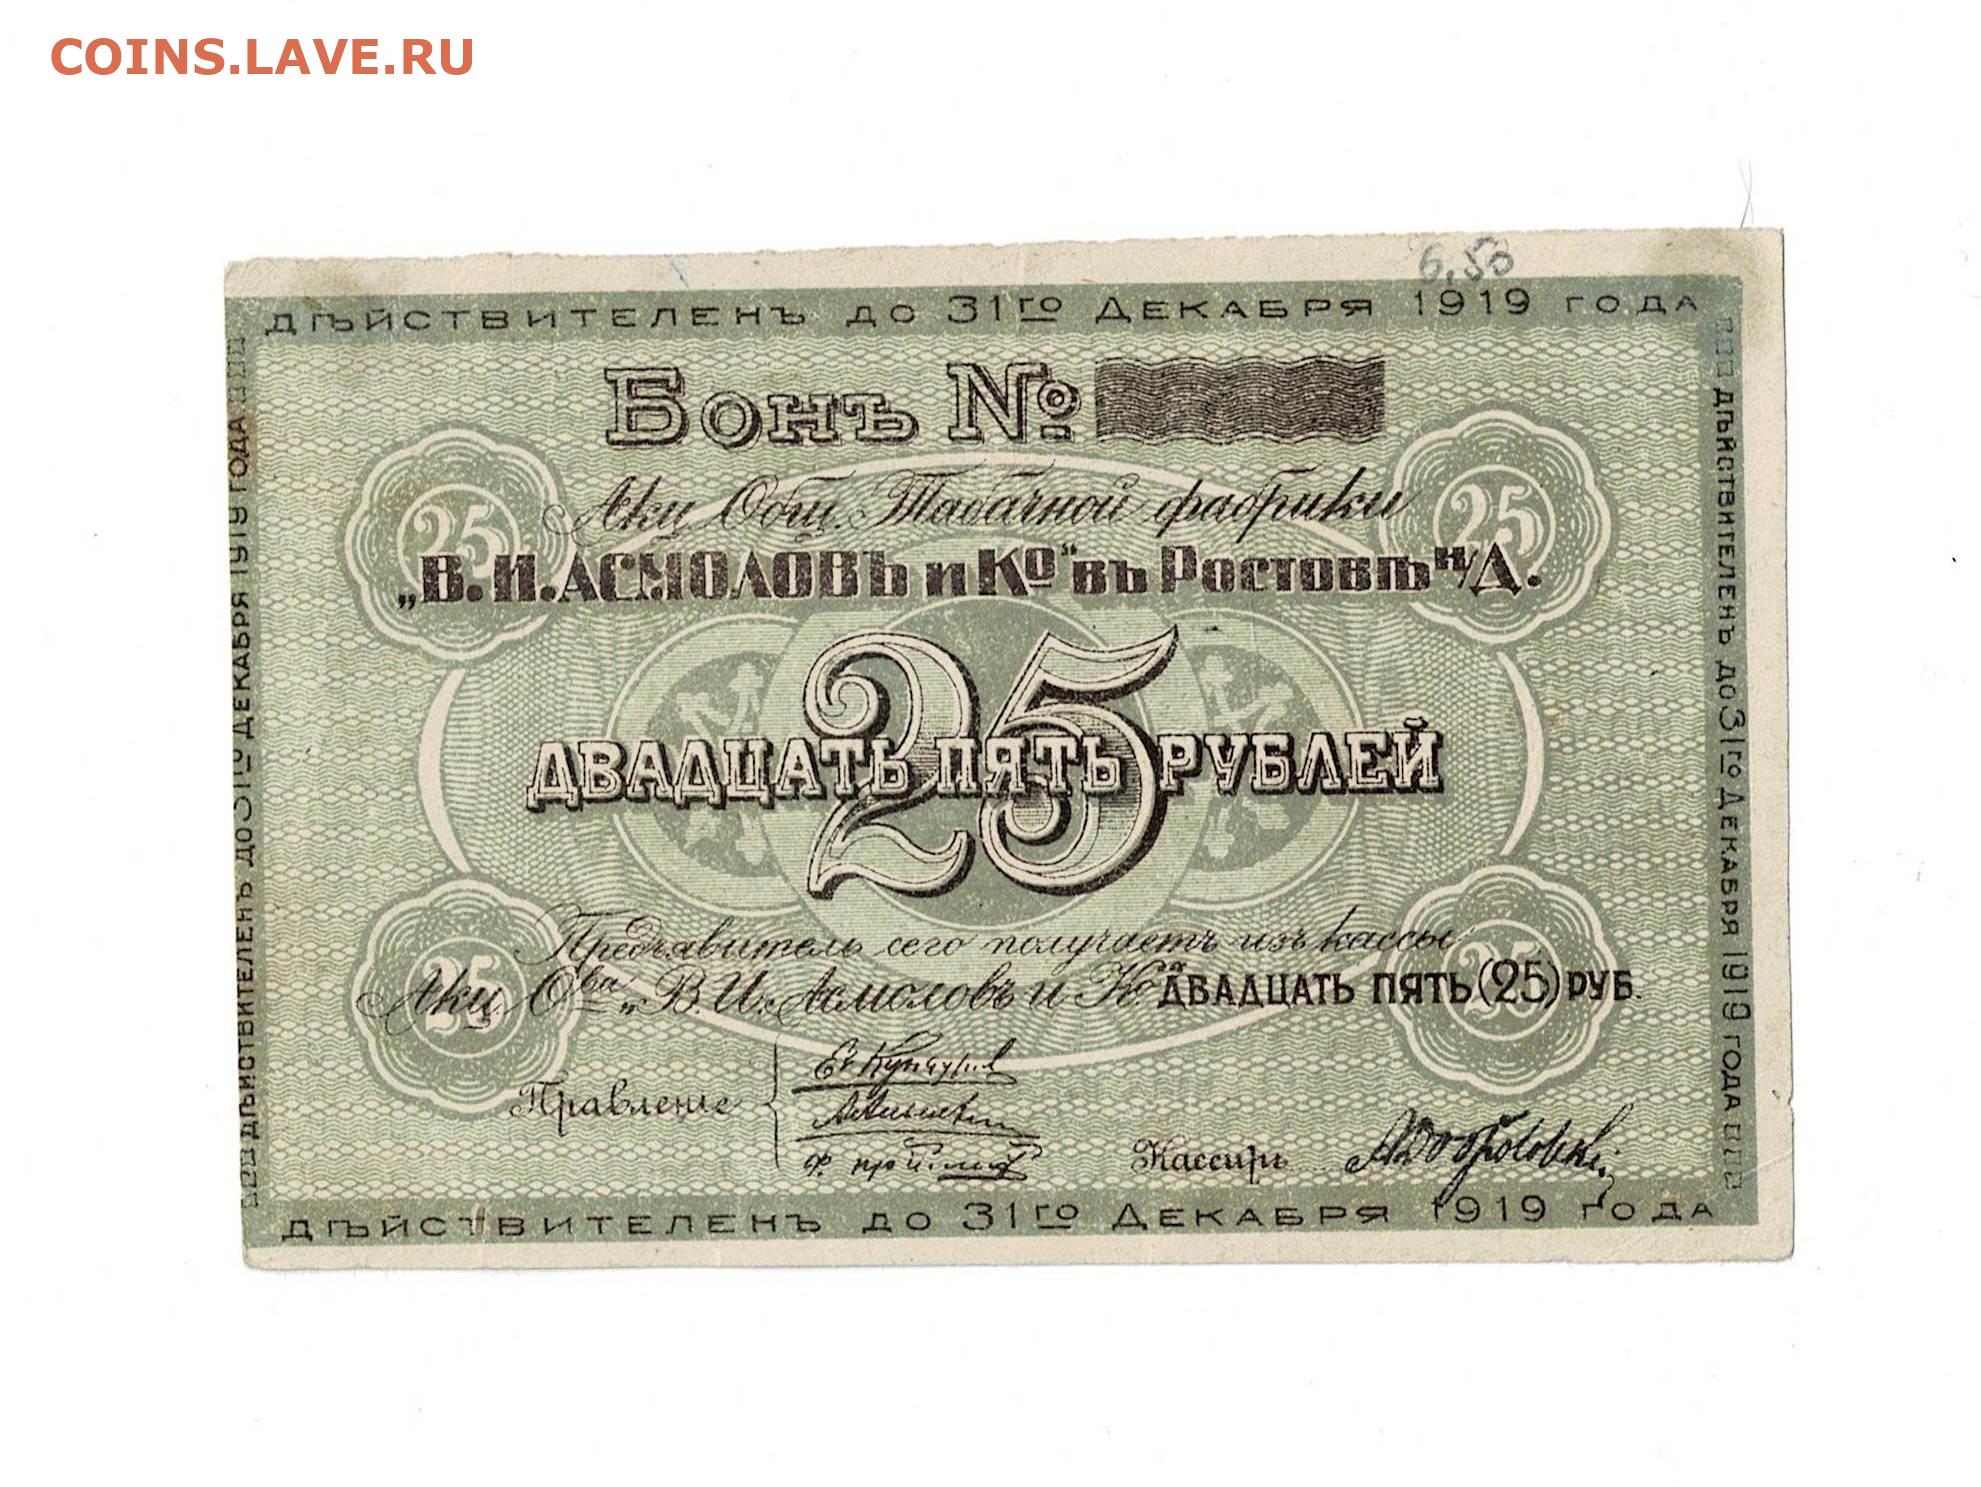 COINS.LAVE.RU
6.50
ДѢЙСТВИТЕЛЕНЪ ДО 31ГО ДЕКАБРЯ 1919 ГОДА
БОНЪ №
Акц. Общ. Табачной фабрики
„В. И. АСМОЛОВЪ и Ко" въ Ростовѣ н/Д.
25
25
25
ДВАДЦАТЬ ПЯТЬ РУБЛЕЙ
Предъявитель сего получаетъ изъ кассы
Акц. Ова „В. И. Асмоловъ и Ко" ДВАДЦАТЬ ПЯТЬ (25) РУБ.
25
25
Правленіе
Кассиръ
ДѢЙСТВИТЕЛЕНЪ ДО 31ГО ДЕКАБРЯ 1919 ГОДА
ДѢЙСТВИТЕЛЕНЪ ДО 31ГО ДЕКАБРЯ 1919 ГОДА
ДѢЙСТВИТЕЛЕНЪ ДО 31ГО ДЕКАБРЯ 1919 ГОДА